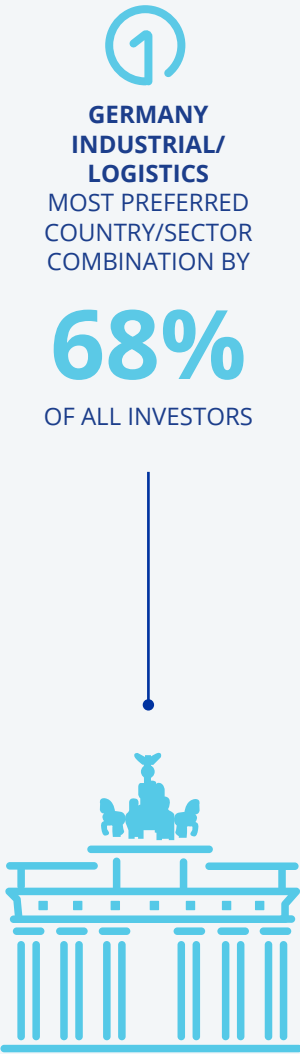 1
GERMANY
INDUSTRIAL/
LOGISTICS
MOST PREFERRED
COUNTRY/SECTOR
COMBINATION BY
68%
OF ALL INVESTORS